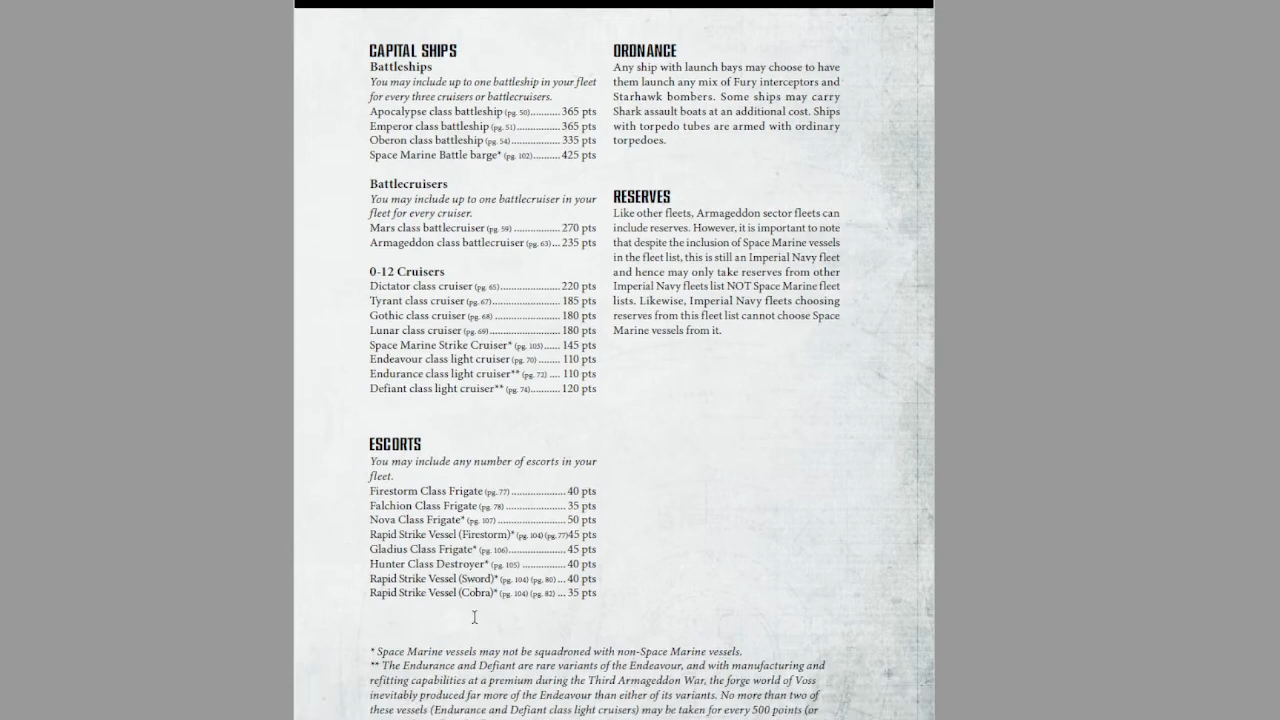 CAPITAL SHIPS
Battleships
You may include up to one battleship in your fleet
for every three cruisers or battlecruisers.
Apocalypse class battleship (pg. 50)........... 365 pts
Emperor class battleship (pg. 51)................ 365 pts
Oberon class battleship (pg. 54).................. 335 pts
Space Marine Battle barge* (pg. 102).......... 425 pts
Battlecruisers
You may include up to one battlecruiser in your
fleet for every cruiser.
Mars class battlecruiser (pg. 59) ................. 270 pts
Armageddon class battlecruiser (pg. 63)... 235 pts
0-12 Cruisers
Dictator class cruiser (pg. 65)...................... 220 pts
Tyrant class cruiser (pg. 67)......................... 185 pts
Gothic class cruiser (pg. 68) ........................ 180 pts
Lunar class cruiser (pg. 69).......................... 180 pts
Space Marine Strike Cruiser* (pg. 103)...... 145 pts
Endeavour class light cruiser (pg. 70) ........ 110 pts
Endurance class light cruiser** (pg. 72) .... 110 pts
Defiant class light cruiser** (pg. 74)........... 120 pts
ESCORTS
You may include any number of escorts in your
fleet.
Firestorm Class Frigate (pg. 77) .................... 40 pts
Falchion Class Frigate (pg. 78) ...................... 35 pts
Nova Class Frigate* (pg. 107) ......................... 50 pts
Rapid Strike Vessel (Firestorm)* (pg. 104) (pg. 77)45 pts
Gladius Class Frigate* (pg. 106)..................... 45 pts
Hunter Class Destroyer* (pg. 105) ................ 40 pts
Rapid Strike Vessel (Sword)* (pg. 104) (pg. 80) ... 40 pts
Rapid Strike Vessel (Cobra)* (pg. 104) (pg. 82) ... 35 pts
ORDNANCE
Any ship with launch bays may choose to have
them launch any mix of Fury interceptors and
Starhawk bombers. Some ships may carry
Shark assault boats at an additional cost. Ships
with torpedo tubes are armed with ordinary
torpedoes.
RESERVES
Like other fleets, Armageddon sector fleets can
include reserves. However, it is important to note
that despite the inclusion of Space Marine vessels
in the fleet list, this is still an Imperial Navy fleet
and hence may only take reserves from other
Imperial Navy fleets list NOT Space Marine fleet
lists. Likewise, Imperial Navy fleets choosing
reserves from this fleet list cannot choose Space
Marine vessels from it.
* Space Marine vessels may not be squadroned with non-Space Marine vessels.
** The Endurance and Defiant are rare variants of the Endeavour, and with manufacturing and
refitting capabilities at a premium during the Third Armageddon War, the forge world of Voss
inevitably produced far more of the Endeavour than either of its variants. No more than two of
these vessels (Endurance and Defiant class light cruisers) may be taken for every 500 points (or